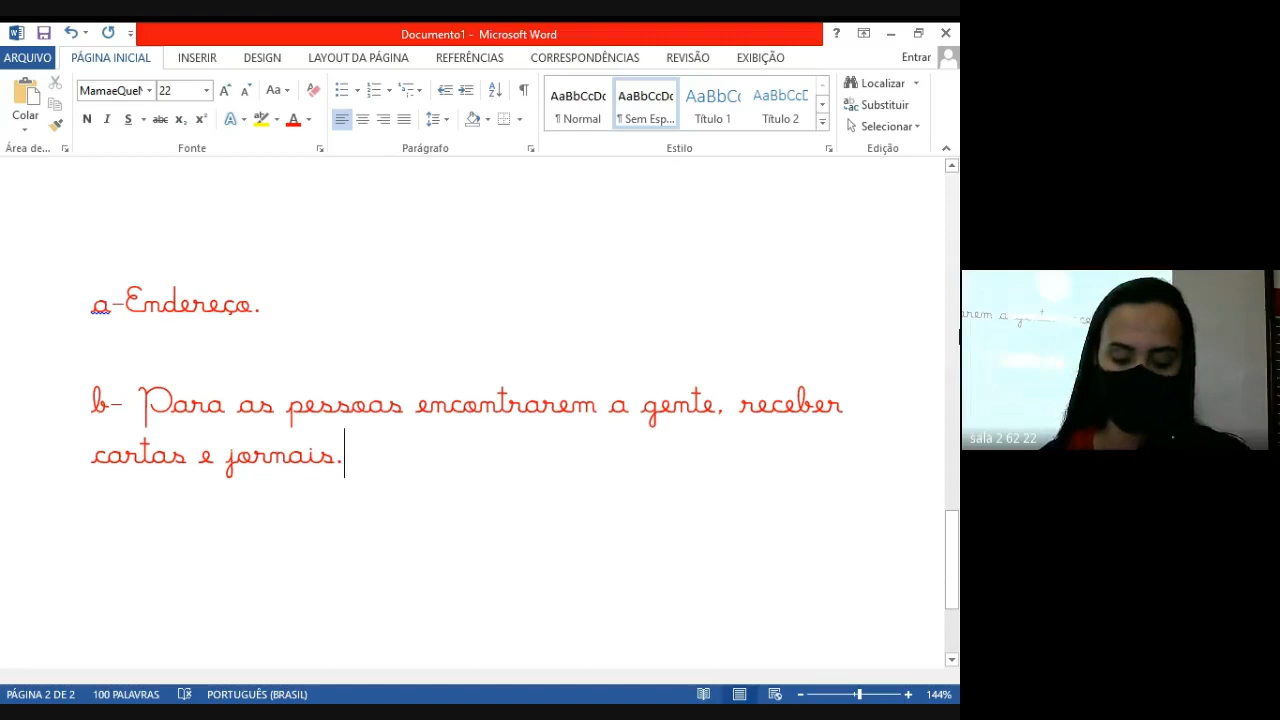 Documento1 - Microsoft Word
ARQUIVO PÁGINA INICIAL INSERIR DESIGN LAYOUT DA PÁGINA REFERÊNCIAS CORRESPONDÊNCIAS REVISÃO EXIBIÇÃO Entrar
MamaeQueN 22 Aa
Colar
N I S abc X₂ X² A A
AaBbCcDc AaBbCcDc AaBbCc AaBbCcD
¶ Normal ¶ Sem Esp... Título 1 Título 2
Localizar
Substituir
Selecionar
Área de... Fonte Parágrafo Estilo Edição
a-Endereço.
b- Para as pessoas encontrarem a gente, receber
cartas e jornais.
sala 2 62 22
PÁGINA 2 DE 2 100 PALAVRAS PORTUGUÊS (BRASIL) 144%